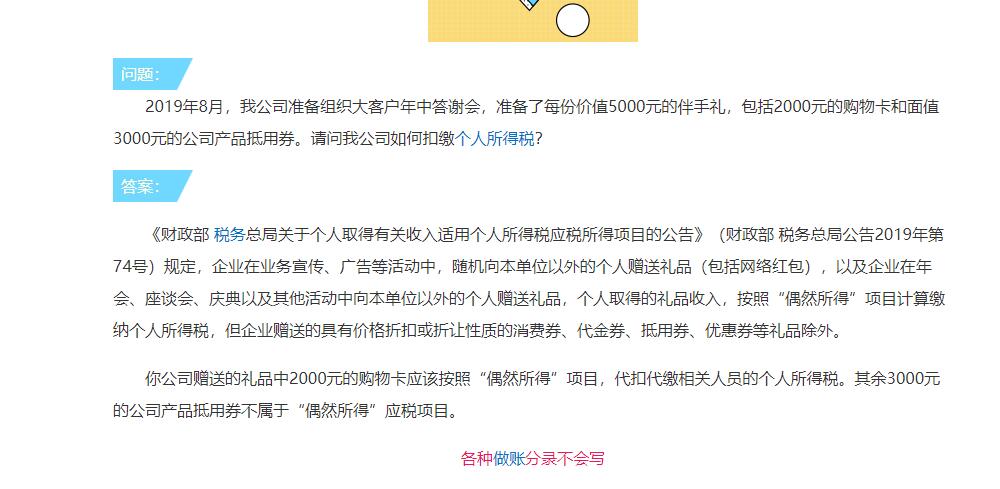 问题：
2019年8月，我公司准备组织大客户年中答谢会，准备了每份价值5000元的伴手礼，包括2000元的购物卡和面值
3000元的公司产品抵用券。请问我公司如何扣缴个人所得税？
答案：
《财政部 税务总局关于个人取得有关收入适用个人所得税应税所得项目的公告》（财政部 税务总局公告2019年第
74号）规定，企业在业务宣传、广告等活动中，随机向本单位以外的个人赠送礼品（包括网络红包），以及企业在年
会、座谈会、庆典以及其他活动中向本单位以外的个人赠送礼品，个人取得的礼品收入，按照“偶然所得”项目计算缴
纳个人所得税，但企业赠送的具有价格折扣或折让性质的消费券、代金券、抵用券、优惠券等礼品除外。
你公司赠送的礼品中2000元的购物卡应该按照“偶然所得”项目，代扣代缴相关人员的个人所得税。其余3000元
的公司产品抵用券不属于“偶然所得”应税项目。
各种做账分录不会写